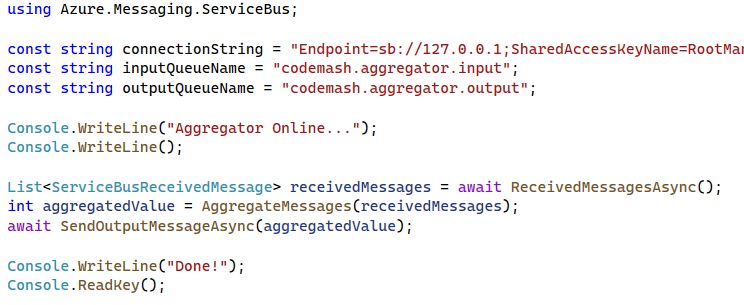 using Azure.Messaging.ServiceBus;
const string connectionString = "Endpoint=sb://127.0.0.1;SharedAccessKeyName=RootMa
const string inputQueueName = "codemash.aggregator.input";
const string outputQueueName = "codemash.aggregator.output";
Console.WriteLine("Aggregator Online...");
Console.WriteLine();
List<ServiceBusReceivedMessage> receivedMessages = await ReceivedMessagesAsync();
int aggregatedValue = AggregateMessages(receivedMessages);
await SendOutputMessageAsync(aggregatedValue);
Console.WriteLine("Done!");
Console.ReadKey();